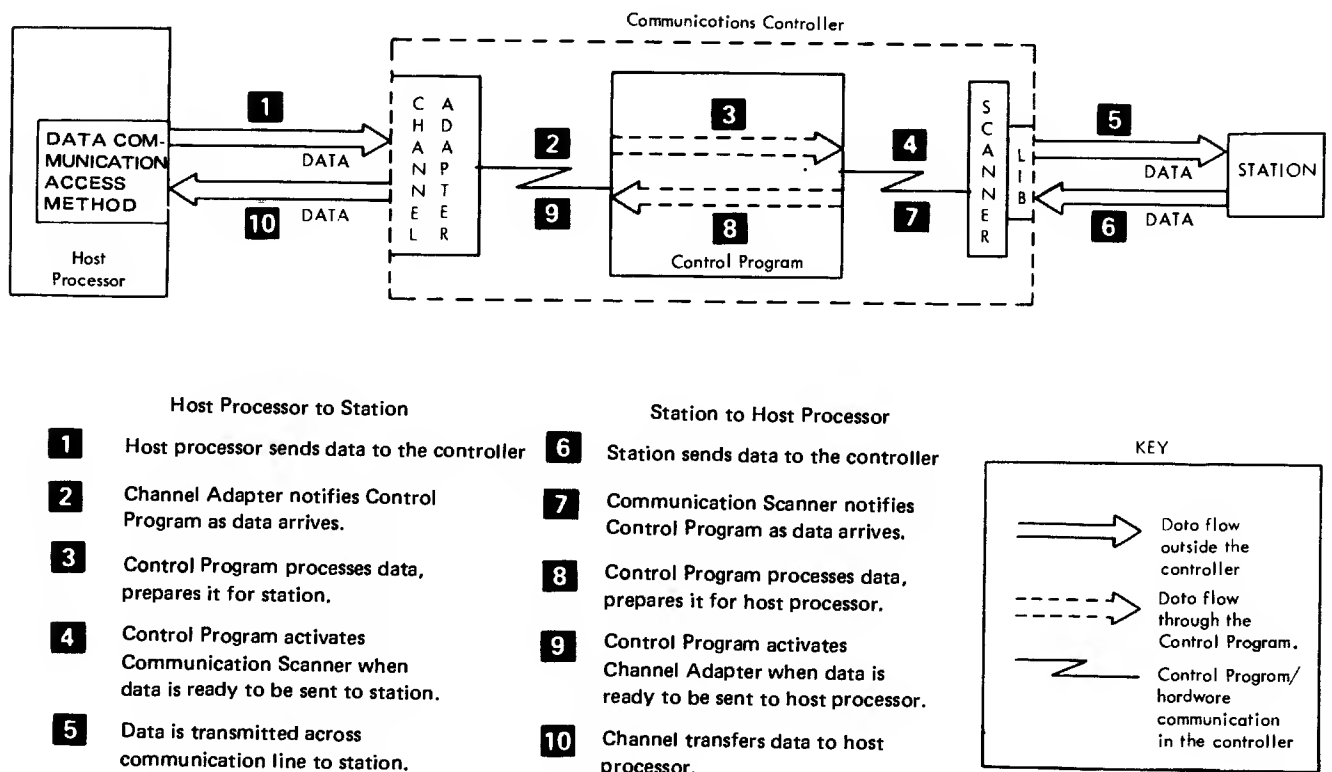 Communicotions Controller
1
DATA
DATA COM-
MUNICATION
ACCESS
METHOD
10
DATA
Host
Processor
CHANNEL
ADAPTER
2
9
3
8
Control Program
4
7
SCANNER
LIB
5
DATA
6
DATA
STATION
Host Processor to Station
1 Host processor sends data to the controller
2 Channel Adapter notifies Control
Program as data arrives.
3 Control Program processes data,
prepares it for station.
4 Control Program activates
Communication Scanner when
data is ready to be sent to station.
5 Data is transmitted across
communication line to station.
Station to Host Processor
6 Station sends data to the controller
7 Communication Scanner notifies
Control Program as data arrives.
8 Control Program processes data,
prepares it for host processor.
9 Control Program activates
Channel Adapter when data is
ready to be sent to host processor.
10 Channel transfers data to host
processor.
KEY
Doto flow
outside the
controller
Doto flow
through the
Control Program.
Control Program/
hordwore
communication
in the controller